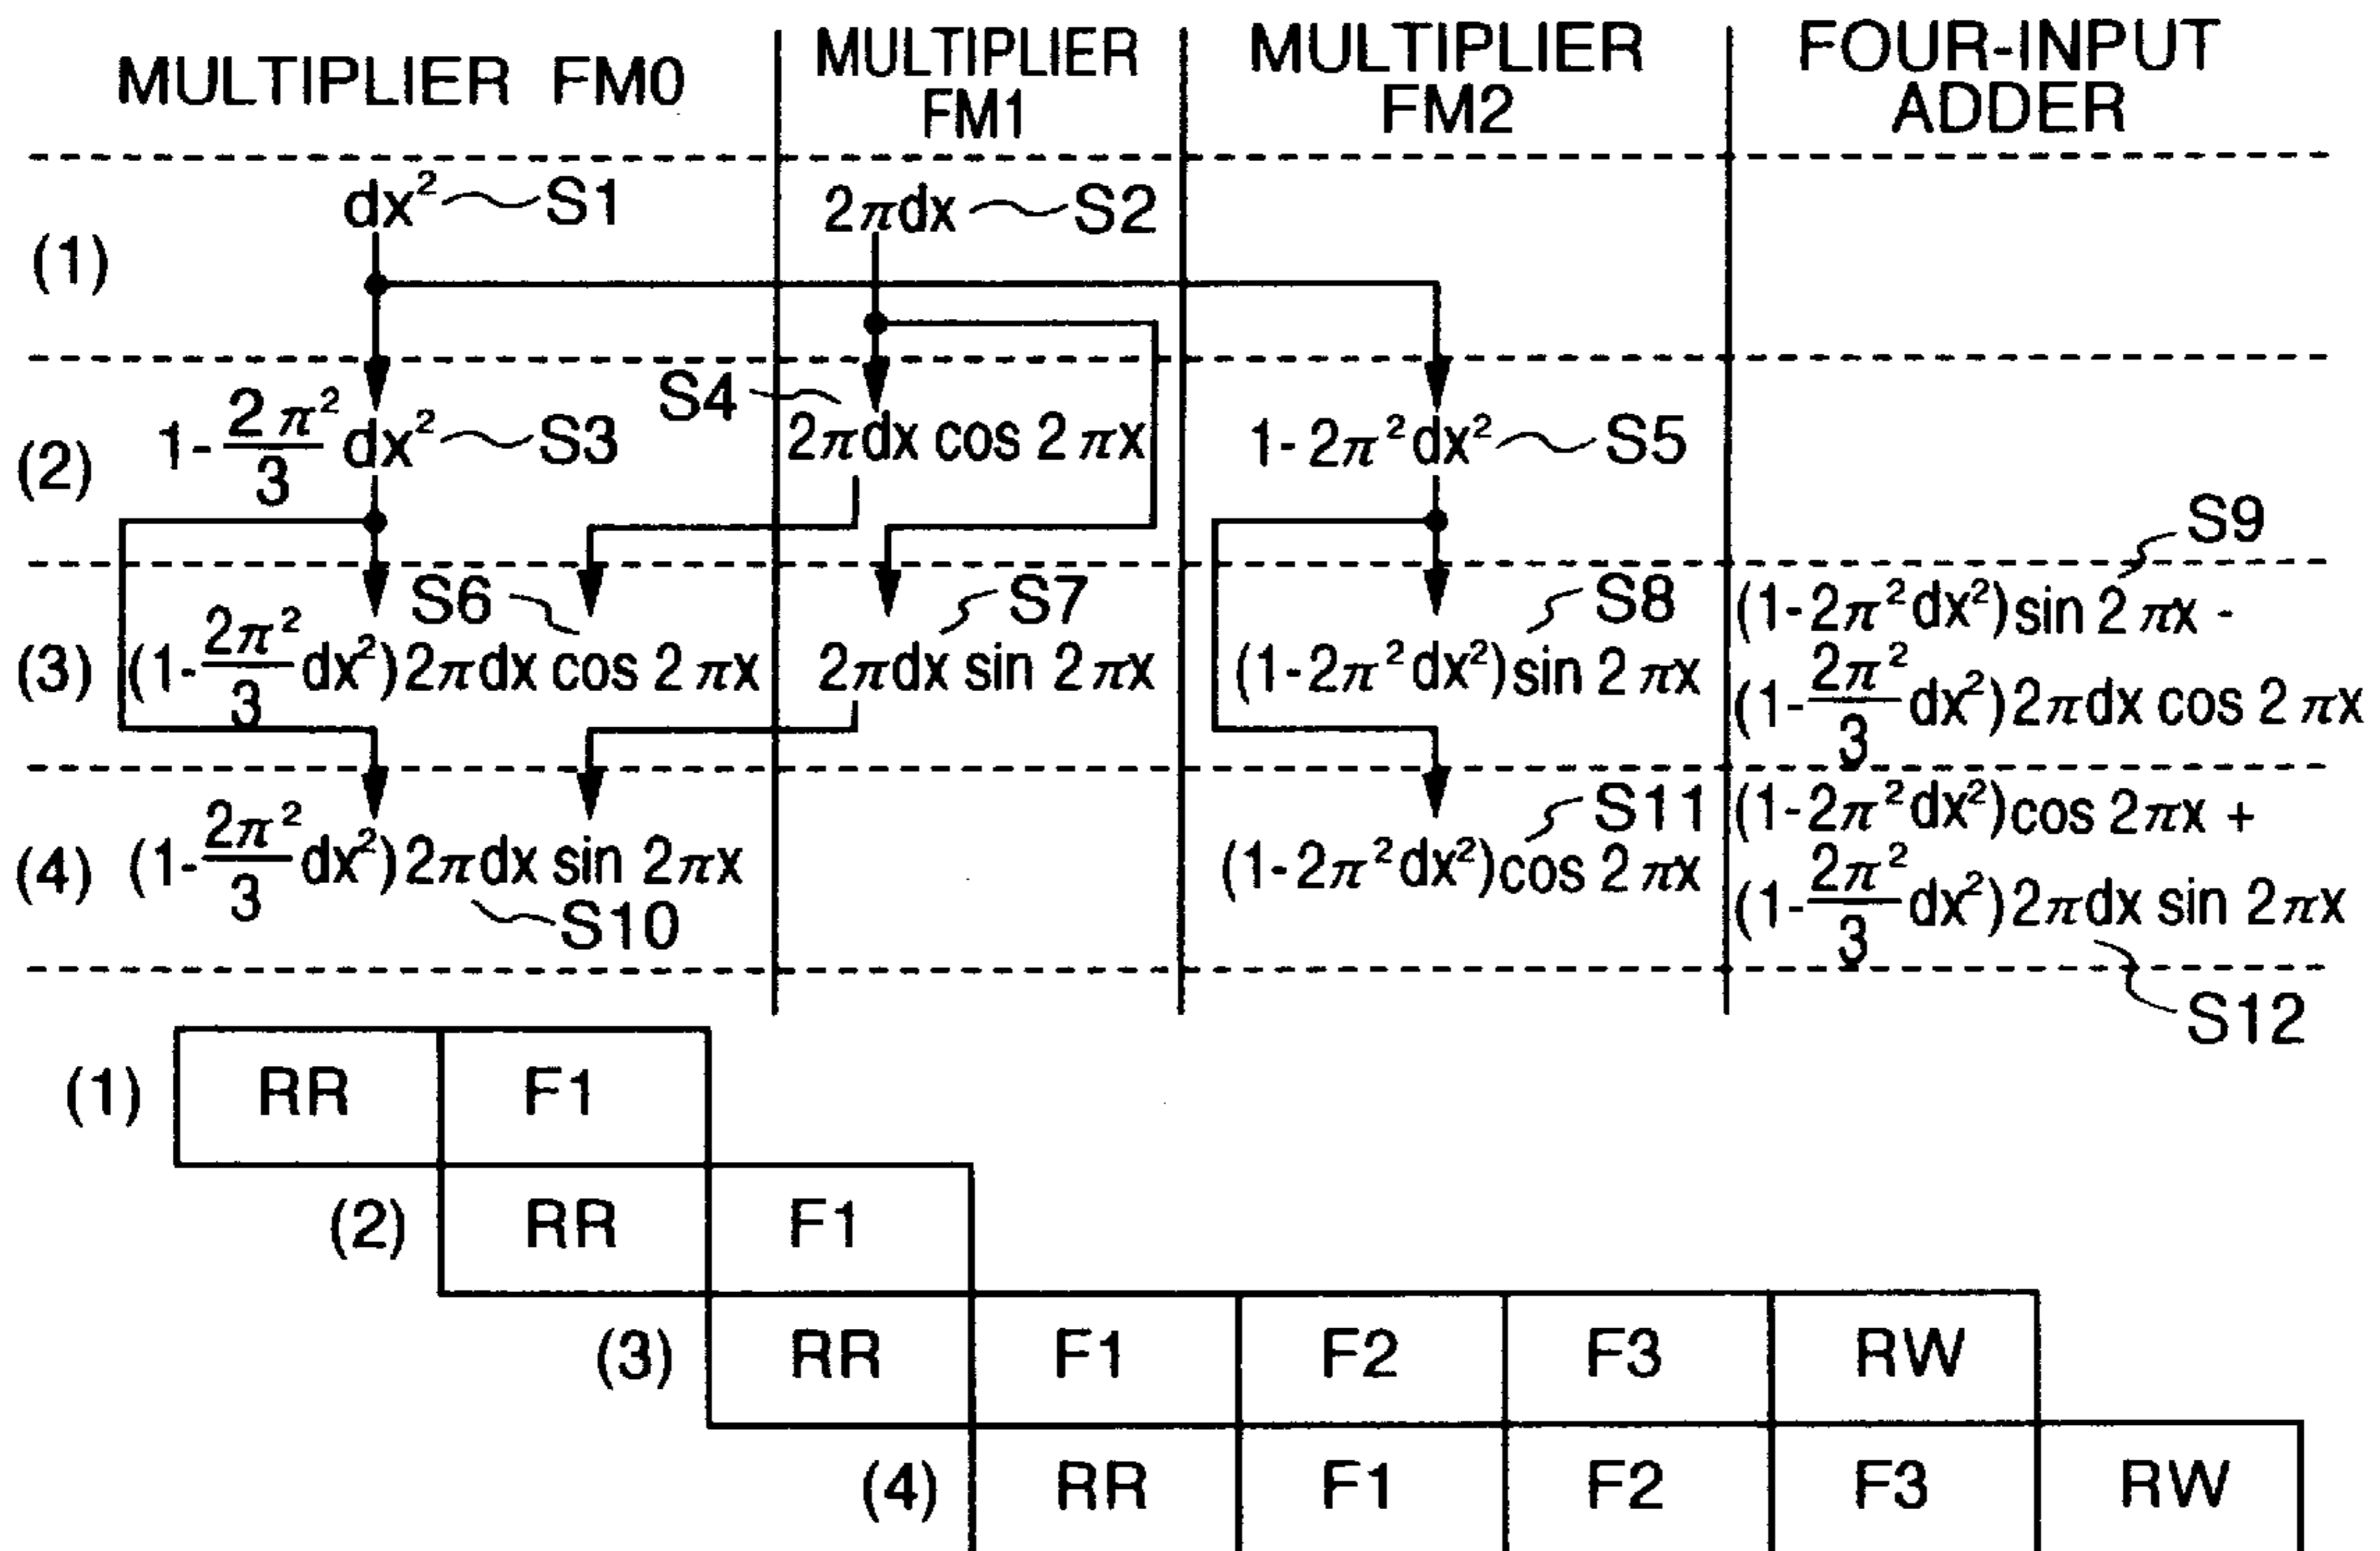 MULTIPLIER FM0
MULTIPLIER
FM1
MULTIPLIER
FM2
FOUR-INPUT
ADDER
(1)
dx² S1
2πdx S2
(2)
1-2π²/3 dx² S3
S4
2πdx cos 2πx
1-2π²dx² S5
S9
(3)
S6
(1-2π²/3 dx²)2πdx cos 2πx
S7
2πdx sin 2πx
S8
(1-2π²dx²)sin 2πx
(1-2π²dx²)sin 2πx -
(1-2π²/3 dx²)2πdx cos 2πx
(4)
(1-2π²/3 dx²)2πdx sin 2πx
S10
S11
(1-2π²dx²)cos 2πx
(1-2π²dx²)cos 2πx +
(1-2π²/3 dx²)2πdx sin 2πx
S12
(1) RR F1
(2) RR F1
(3) RR F1 F2 F3 RW
(4) RR F1 F2 F3 RW